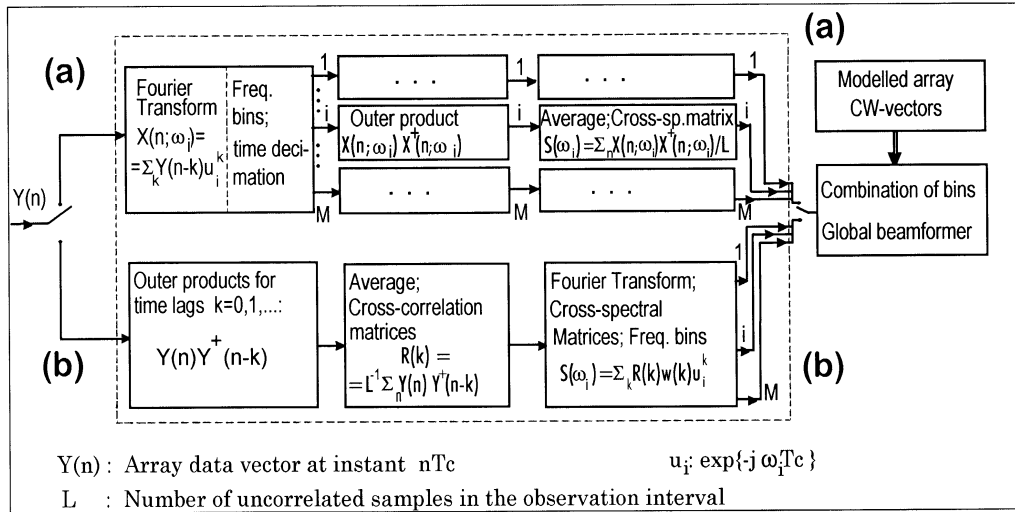 (a)
(a)
Fourier
Transform
X(n;ωi)=
=ΣkY(n-k)ui^k
Freq.
bins;
time deci-
mation
1
. . .
1
. . .
1
i
Outer product
X(n;ωi) X⁺(n;ωi)
i
Average;Cross-sp.matrix
S(ωi)=ΣnX(n;ωi)X⁺(n;ωi)/L
i
M
. . .
M
. . .
M
Modelled array
CW-vectors
Combination of bins
Global beamformer
Y(n)
Outer products for
time lags k=0,1,...:
Y(n)Y⁺(n-k)
Average;
Cross-correlation
matrices
R(k) =
=L⁻¹ΣnY(n) Y⁺(n-k)
Fourier Transform;
Cross-spectral
Matrices; Freq. bins
S(ωi)=ΣkR(k)w(k)ui^k
1
i
M
(b)
(b)
Y(n) : Array data vector at instant nTc
ui: exp{-j ωiTc}
L : Number of uncorrelated samples in the observation interval